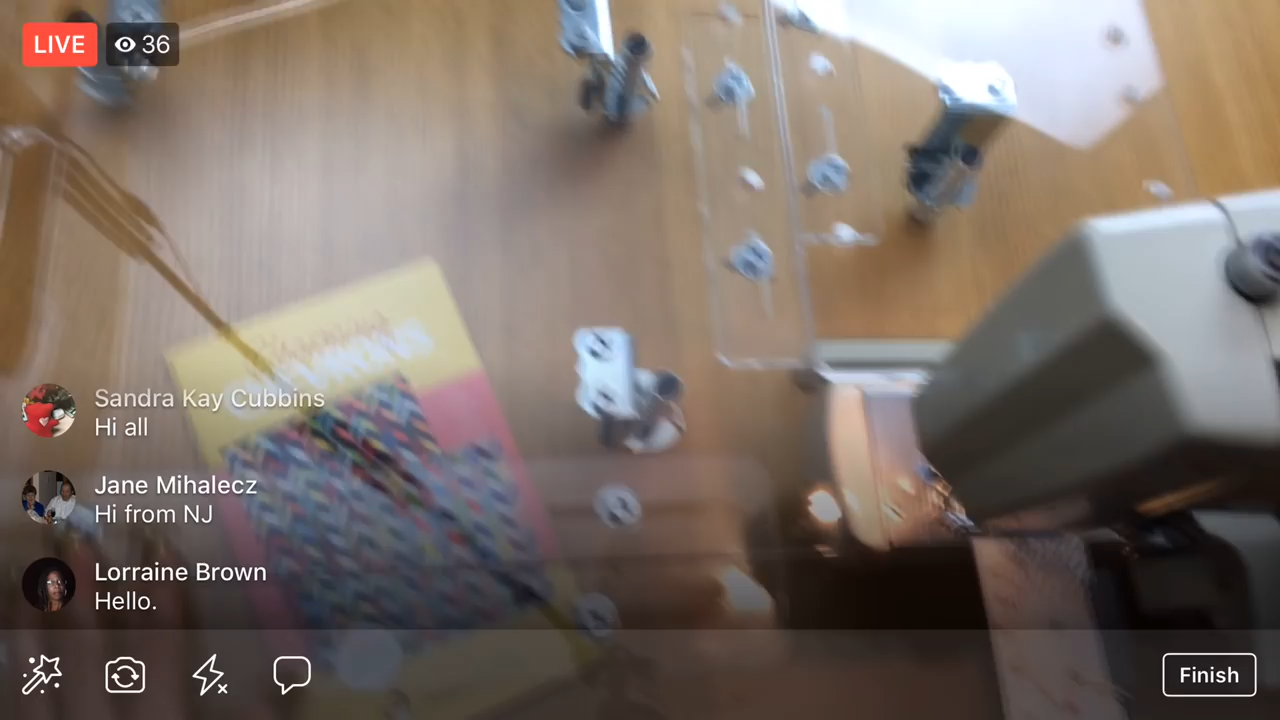 LIVE
36
Sandra Kay Cubbins
Hi all
Jane Mihalecz
Hi from NJ
Lorraine Brown
Hello.
Finish